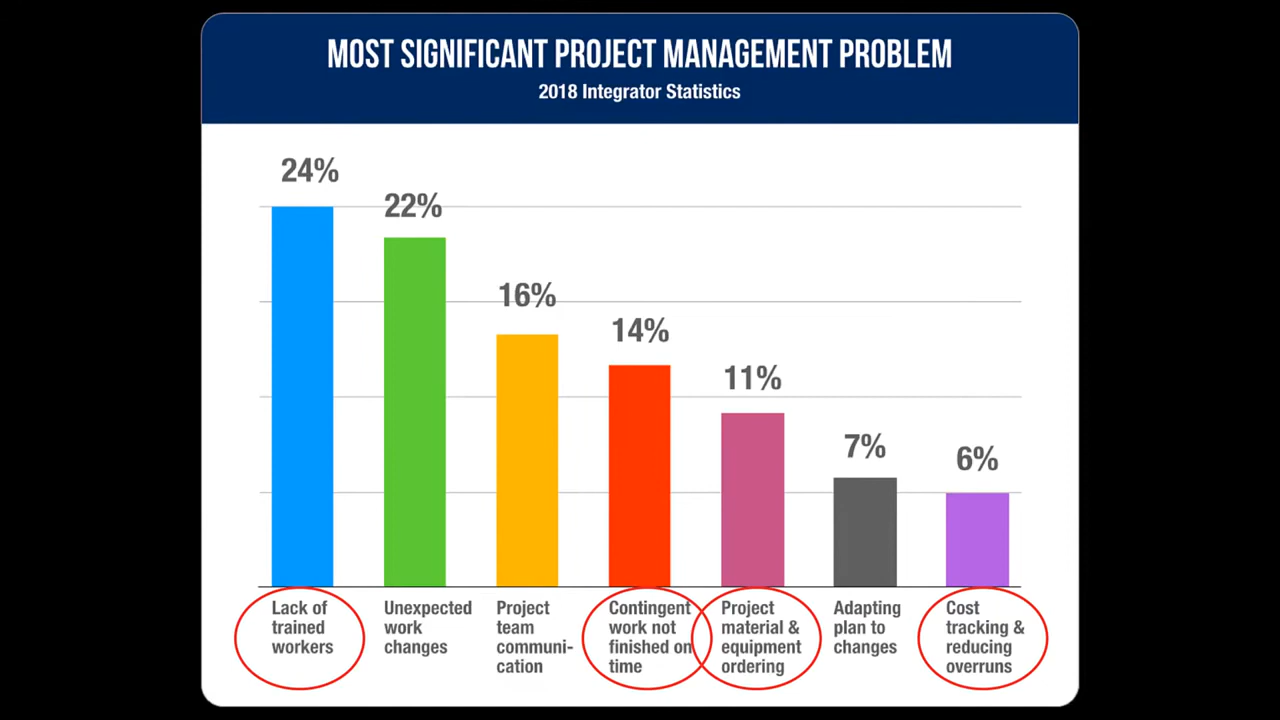 MOST SIGNIFICANT PROJECT MANAGEMENT PROBLEM
2018 Integrator Statistics
24%
22%
16%
14%
11%
7%
6%
Lack of
trained
workers
Unexpected
work
changes
Project
team
communi-
cation
Contingent
work not
finished on
time
Project
material &
equipment
ordering
Adapting
plan to
changes
Cost
tracking &
reducing
overruns